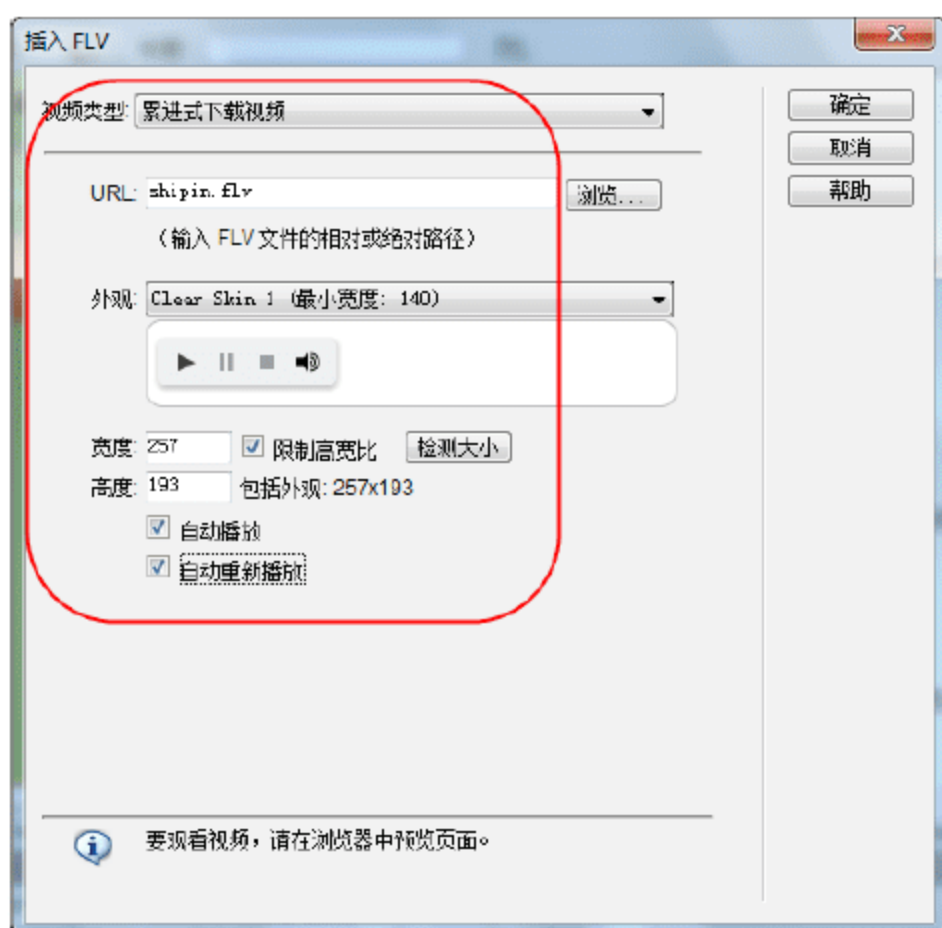 插入 FLV
视频类型: 累进式下载视频
确定
取消
URL: shipin.flv 浏览...
帮助
（输入 FLV 文件的相对或绝对路径）
外观: Clear Skin 1 (最小宽度: 140)
宽度: 257 限制高宽比 检测大小
高度: 193 包括外观: 257x193
自动播放
自动重新播放
要观看视频，请在浏览器中预览页面。